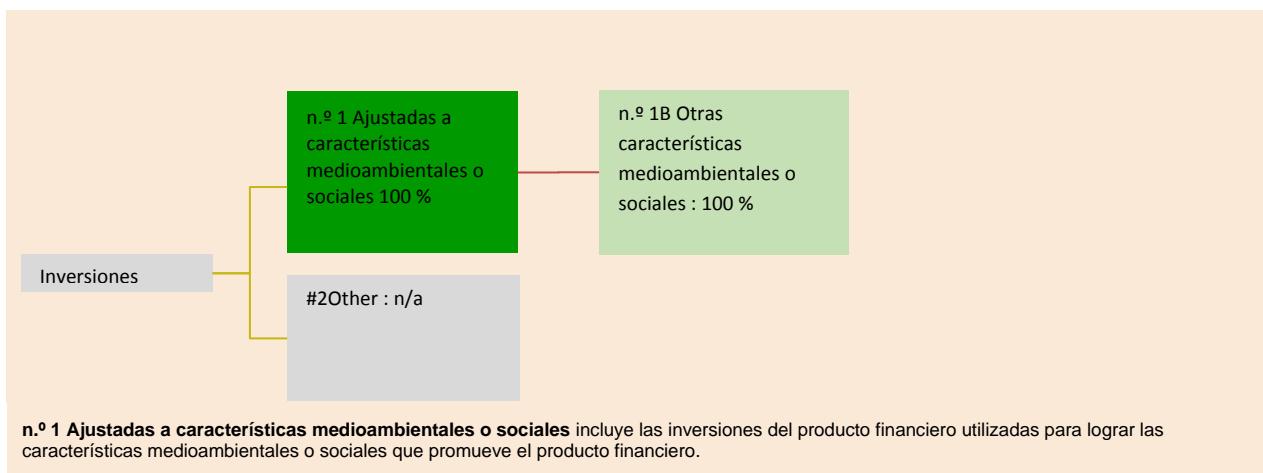 n.º 1 Ajustadas a
características
medioambientales o
sociales 100 %
n.º 1B Otras
características
medioambientales o
sociales : 100 %
Inversiones
#2Other : n/a
n.º 1 Ajustadas a características medioambientales o sociales incluye las inversiones del producto financiero utilizadas para lograr las
características medioambientales o sociales que promueve el producto financiero.